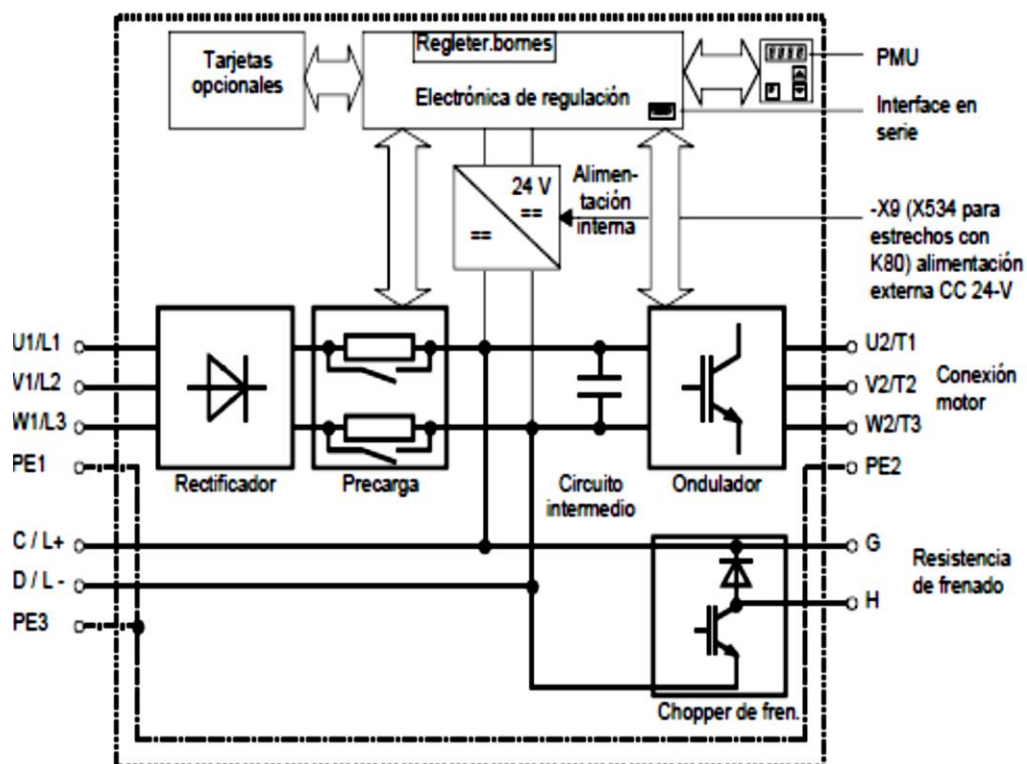 Regleter.bornes
Tarjetas
opcionales
Electrónica de regulación
PMU
Interface en
serie
24 V
==
==
Alimen-
tación
interna
-X9 (X534 para
estrechos con
K80) alimentación
externa CC 24-V
U1/L1
V1/L2
W1/L3
PE1
Rectificador
Precarga
Circuito
intermedio
Ondulador
U2/T1
V2/T2
W2/T3
PE2
Conexión
motor
C / L+
D / L -
PE3
G
H
Resistencia
de frenado
Chopper de fren.